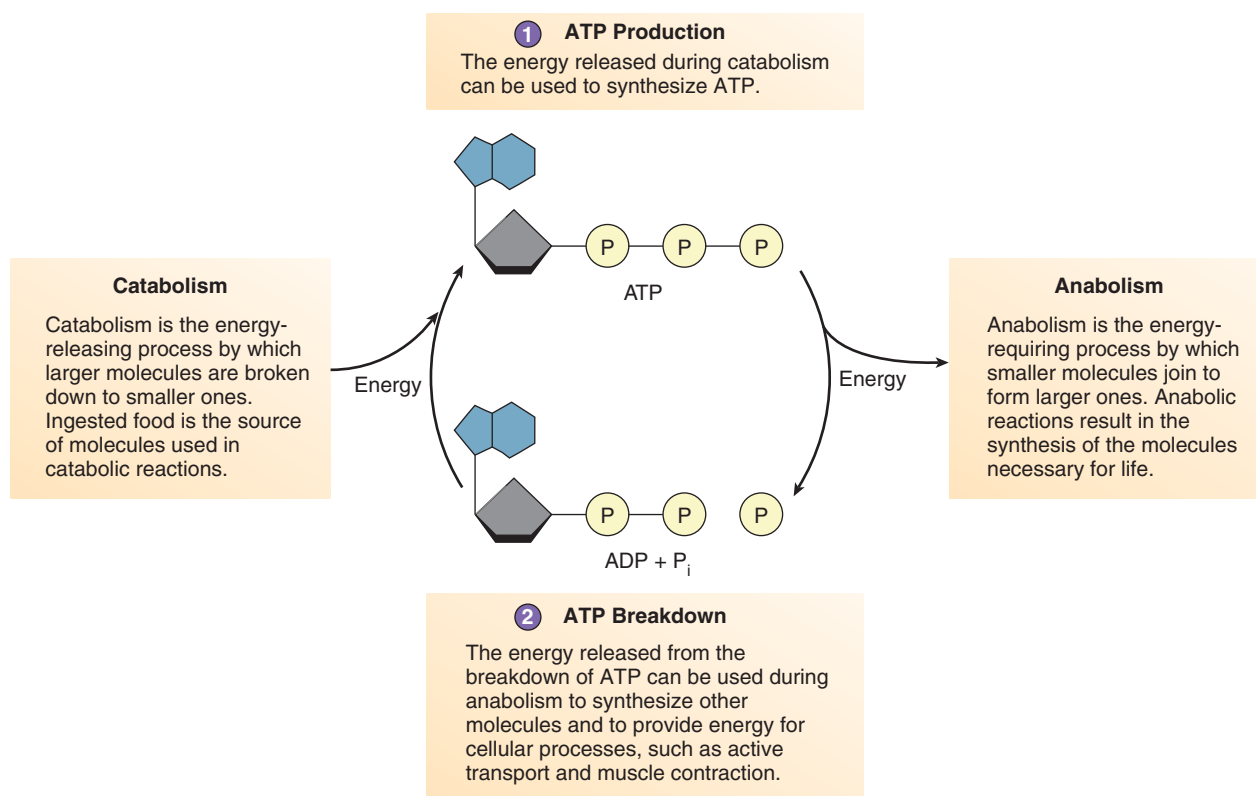 1 ATP Production
The energy released during catabolism
can be used to synthesize ATP.
P P P
ATP
Catabolism
Catabolism is the energy-
releasing process by which
larger molecules are broken
down to smaller ones.
Ingested food is the source
of molecules used in
catabolic reactions.
Energy
Energy
Anabolism
Anabolism is the energy-
requiring process by which
smaller molecules join to
form larger ones. Anabolic
reactions result in the
synthesis of the molecules
necessary for life.
P P P
ADP + Pi
2 ATP Breakdown
The energy released from the
breakdown of ATP can be used during
anabolism to synthesize other
molecules and to provide energy for
cellular processes, such as active
transport and muscle contraction.